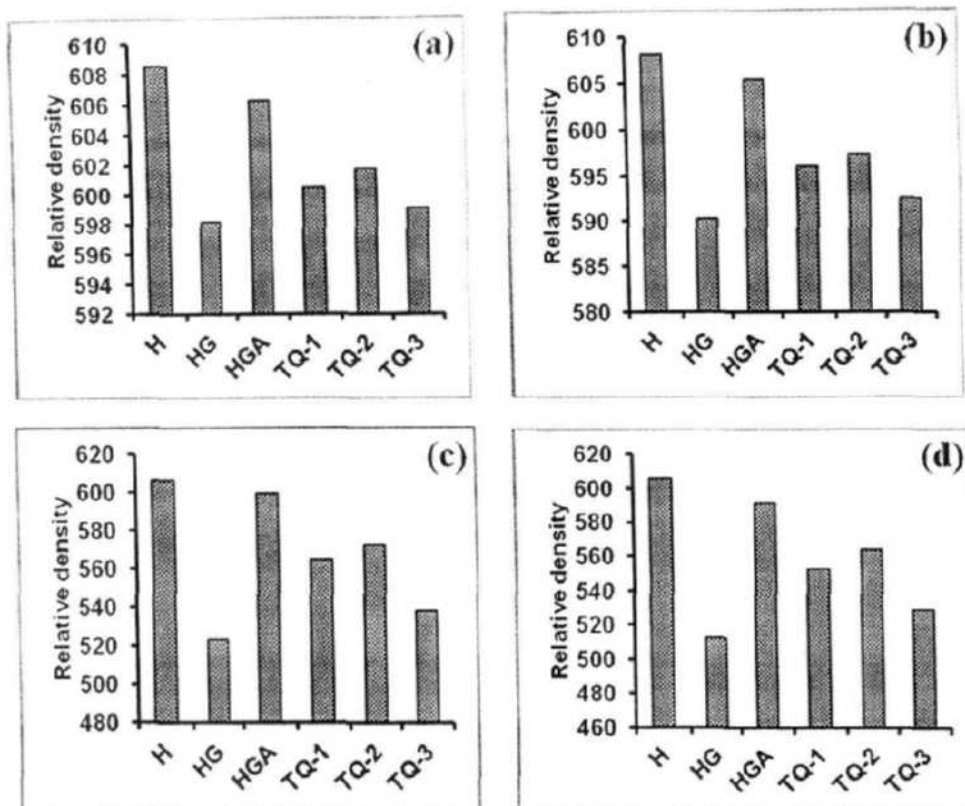 (a)
Relative density
610
608
606
604
602
600
598
596
594
592
H
HG
HGA
TQ-1
TQ-2
TQ-3
(b)
Relative density
610
605
600
595
590
585
580
H
HG
HGA
TQ-1
TQ-2
TQ-3
(c)
Relative density
620
600
580
560
540
520
500
480
H
HG
HGA
TQ-1
TQ-2
TQ-3
(d)
Relative density
620
600
580
560
540
520
500
480
460
H
HG
HGA
TQ-1
TQ-2
TQ-3